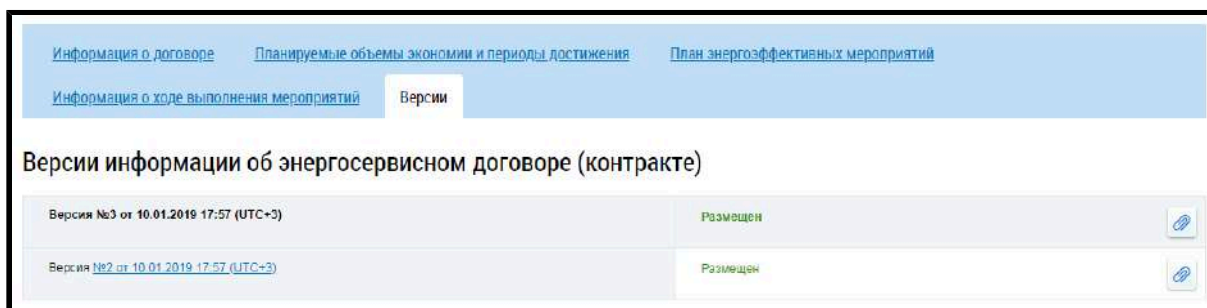 Информация о договоре Планируемые объемы экономии и периоды достижения План энергоэффективных мероприятий
Информация о ходе выполнения мероприятий Версии
Версии информации об энергосервисном договоре (контракте)
Версия №3 от 10.01.2019 17:57 (UTC+3) Размещен
Версия №2 от 10.01.2019 17:57 (UTC+3) Размещен